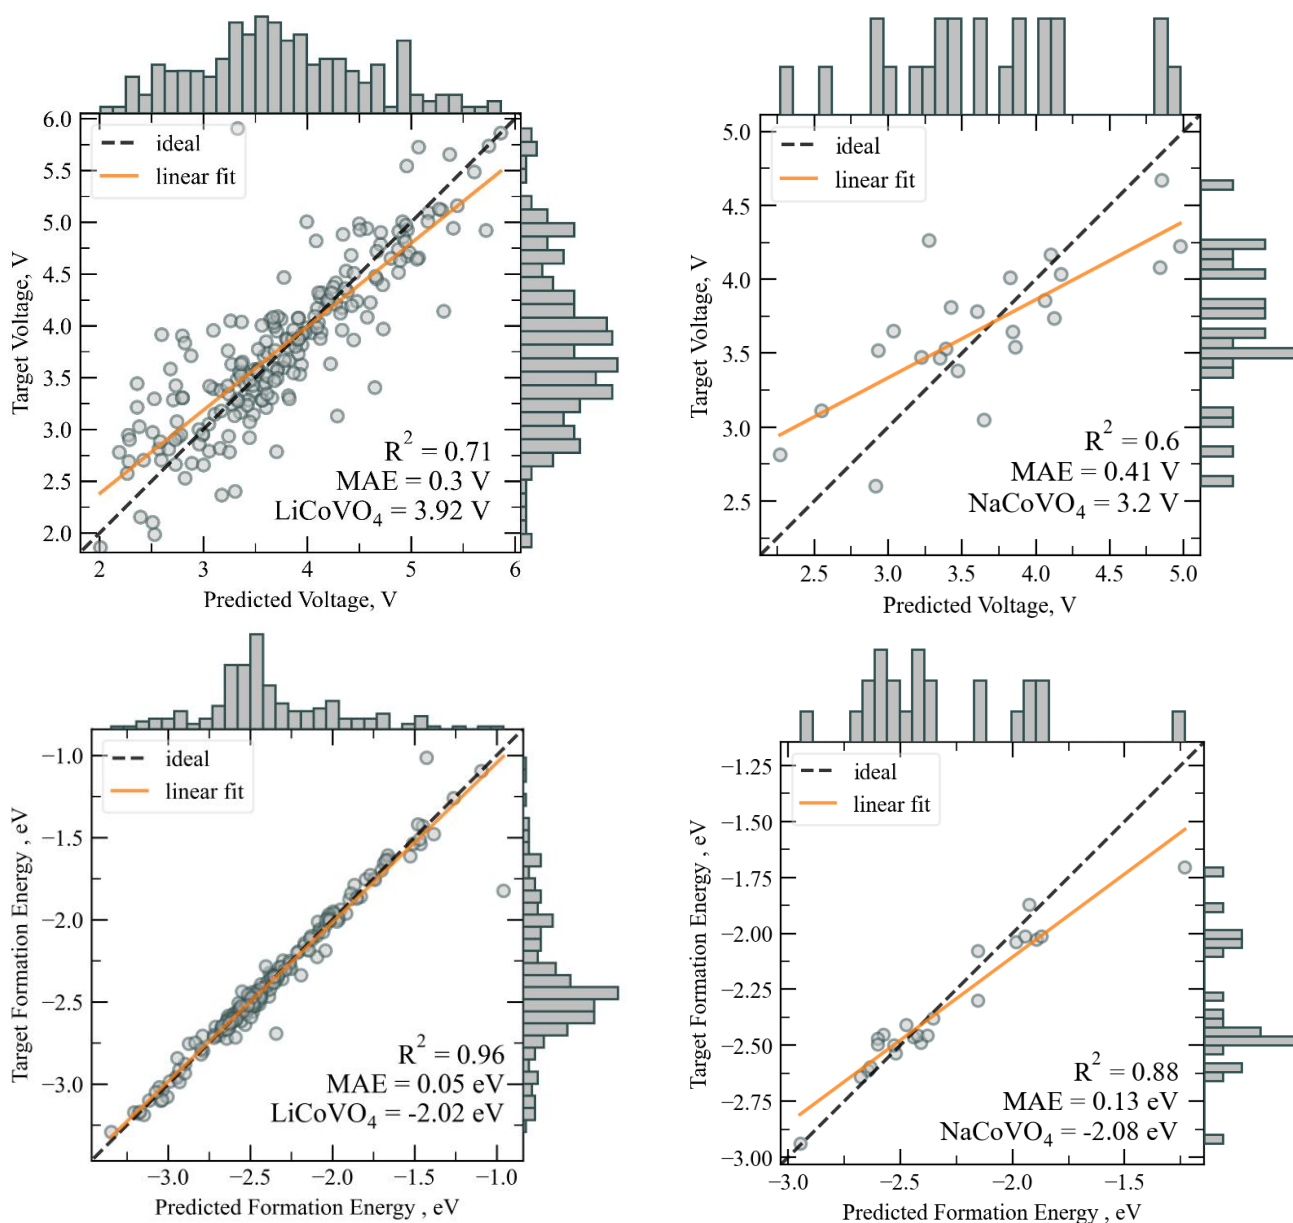 6.0
5.5
5.0
4.5
4.0
3.5
3.0
2.5
2.0
Target Voltage, V
ideal
linear fit
R² = 0.71
MAE = 0.3 V
LiCoVO₄ = 3.92 V
2 3 4 5 6
Predicted Voltage, V
5.0
4.5
4.0
3.5
3.0
2.5
Target Voltage, V
ideal
linear fit
R² = 0.6
MAE = 0.41 V
NaCoVO₄ = 3.2 V
2.5 3.0 3.5 4.0 4.5 5.0
Predicted Voltage, V
−1.0
−1.5
−2.0
−2.5
−3.0
Target Formation Energy , eV
ideal
linear fit
R² = 0.96
MAE = 0.05 eV
LiCoVO₄ = -2.02 eV
−3.0 −2.5 −2.0 −1.5 −1.0
Predicted Formation Energy , eV
−1.25
−1.50
−1.75
−2.00
−2.25
−2.50
−2.75
−3.00
Target Formation Energy , eV
ideal
linear fit
R² = 0.88
MAE = 0.13 eV
NaCoVO₄ = -2.08 eV
−3.0 −2.5 −2.0 −1.5
Predicted Formation Energy , eV